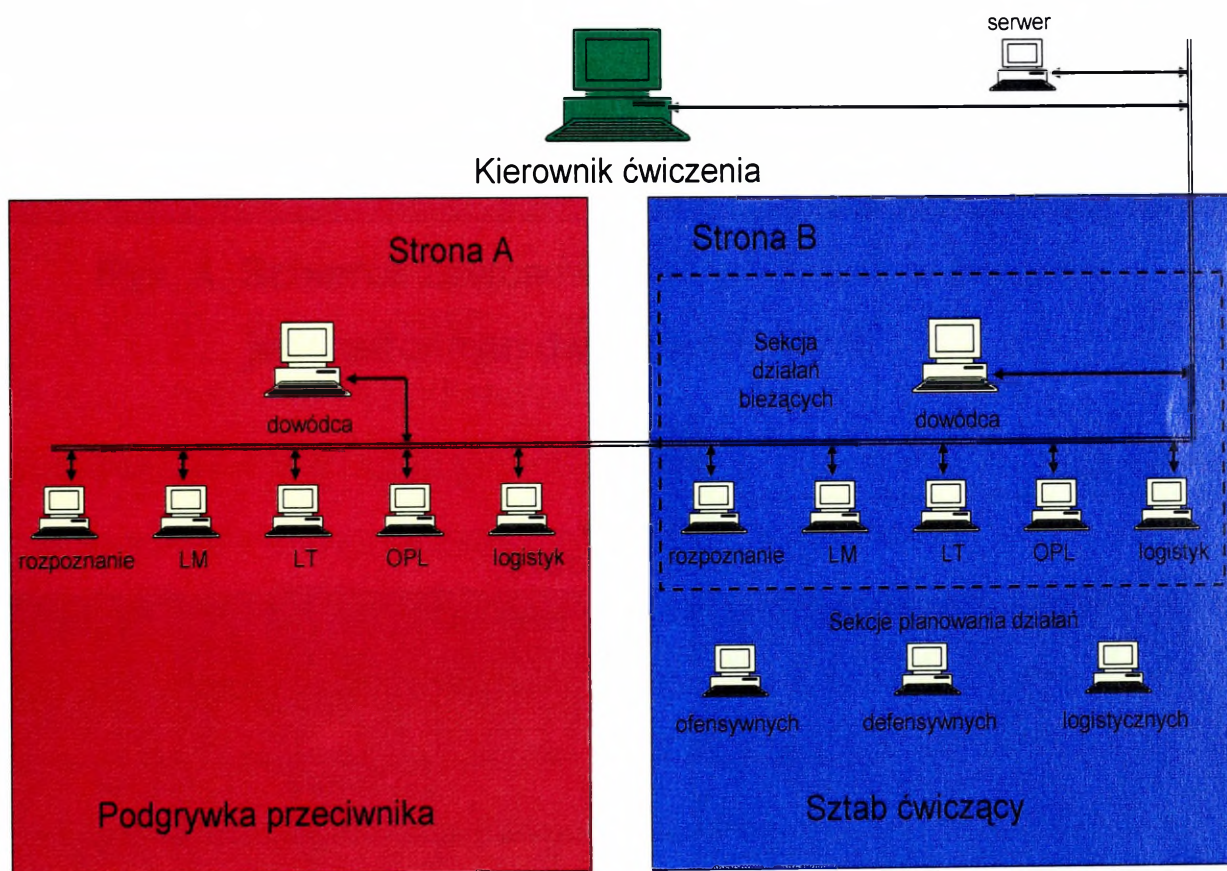 serwer
Kierownik ćwiczenia
Strona A
dowódca
rozpoznanie
LM
LT
OPL
logistyk
Podgrywka przeciwnika
Strona B
Sekcja
działań
bieżących
dowódca
rozpoznanie
LM
LT
OPL
logistyk
Sekcje planowania działań
ofensywnych
defensywnych
logistycznych
Sztab ćwiczący